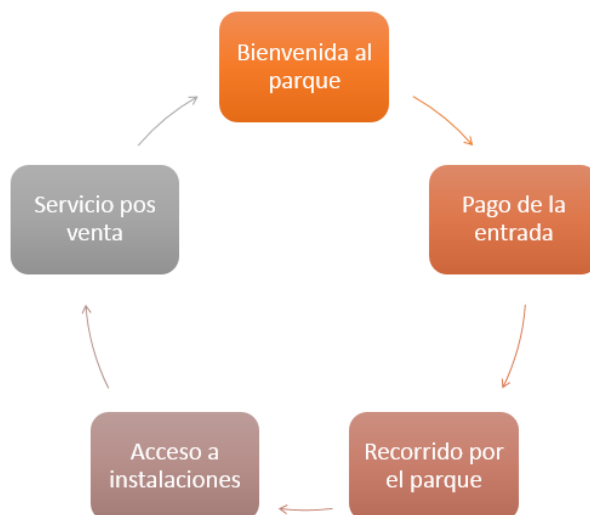 Bienvenida al
parque
Pago de la
entrada
Recorrido por
el parque
Acceso a
instalaciones
Servicio pos
venta